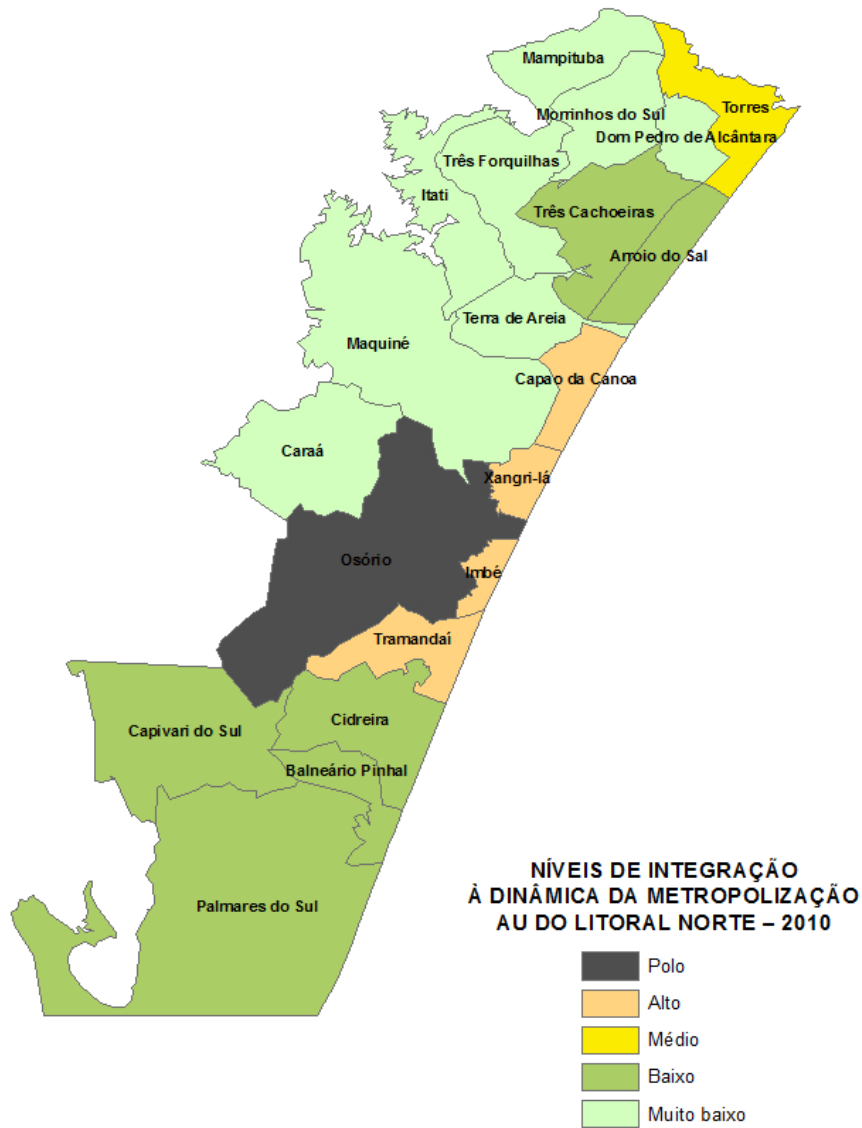 Mampituba
Torres
Morrinhos do Sul
Dom Pedro de Alcântara
Três Forquilhas
Itati
Três Cachoeiras
Arroio do Sal
Terra de Areia
Maquiné
Capao da Canoa
Caraá
Xangri-lá
Osório
Imbé
Tramandaí
Cidreira
Capivari do Sul
Balneário Pinhal
Palmares do Sul
NÍVEIS DE INTEGRAÇÃO
À DINÂMICA DA METROPOLIZAÇÃO
AU DO LITORAL NORTE – 2010
Polo
Alto
Médio
Baixo
Muito baixo